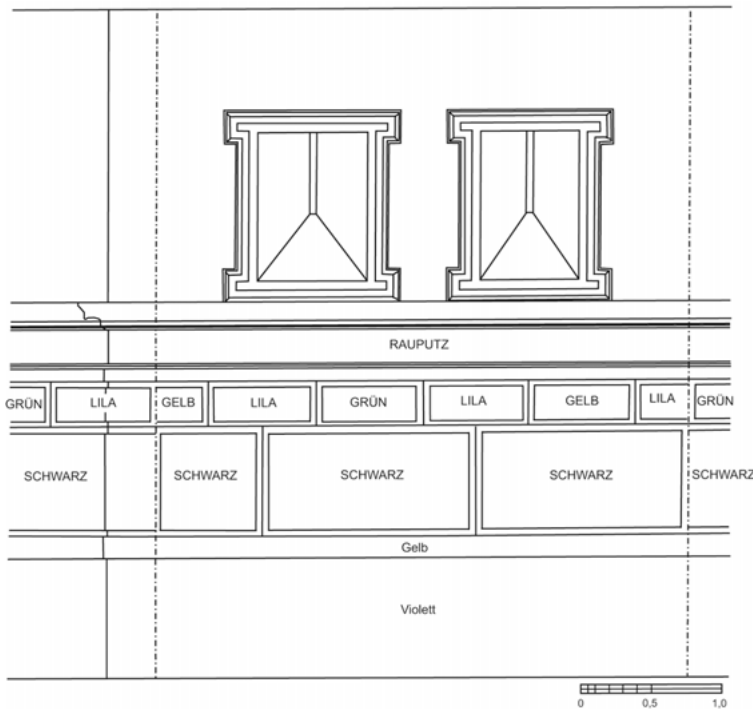 RAUPUTZ
GRÜN LILA GELB LILA GRÜN LILA GELB LILA GRÜN
SCHWARZ SCHWARZ SCHWARZ SCHWARZ SCHWARZ
Gelb
Violett
0 0,5 1,0